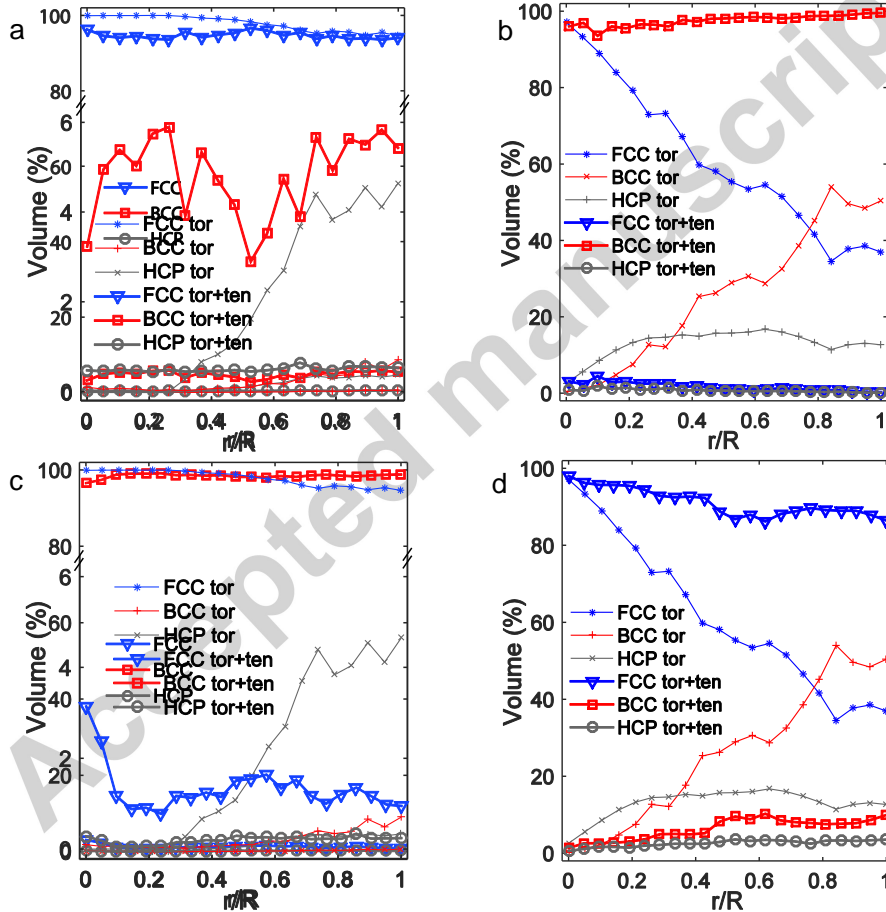 a
100
80
6
60
4
40
2
20
0
Volume (%)
FCC
BCC
FCC tor
HCP
BCC tor
HCP tor
FCC tor+ten
BCC tor+ten
HCP tor+ten
0 0.2 0.4 0.6 0.8 1
r/R
b
100
80
60
40
20
0
Volume (%)
FCC tor
BCC tor
HCP tor
FCC tor+ten
BCC tor+ten
HCP tor+ten
0 0.2 0.4 0.6 0.8 1
r/R
c
100
80
6
60
4
40
2
20
0
Volume (%)
FCC tor
BCC tor
HCP tor
FCC
FCC tor+ten
BCC
BCC tor+ten
HCP
HCP tor+ten
0 0.2 0.4 0.6 0.8 1
r/R
d
100
80
60
40
20
0
Volume (%)
FCC tor
BCC tor
HCP tor
FCC tor+ten
BCC tor+ten
HCP tor+ten
0 0.2 0.4 0.6 0.8 1
r/R
Accepted manuscrip